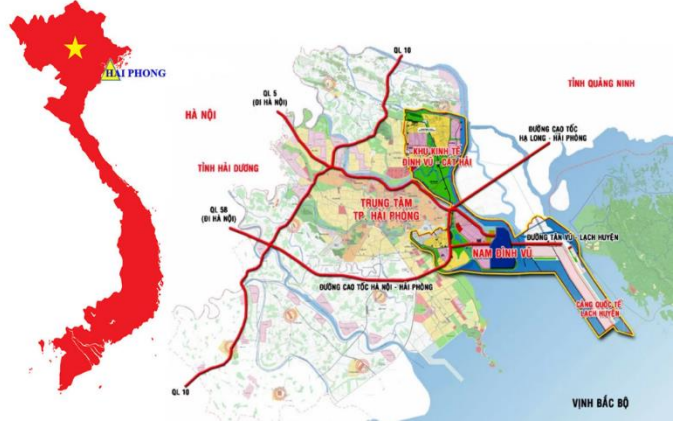 HẢI PHONG
QL 10
QL 5
(ĐI HÀ NỘI)
HÀ NỘI
TỈNH QUẢNG NINH
ĐƯỜNG CAO TỐC
HẠ LONG - HẢI PHÒNG
KHU KINH TẾ
ĐÌNH VŨ - CÁT HẢI
TỈNH HẢI DƯƠNG
TRUNG TÂM
TP. HẢI PHÒNG
QL 5B
(ĐI HÀ NỘI)
ĐƯỜNG TÂN VŨ - LẠCH HUYỆN
NAM ĐÌNH VŨ
ĐƯỜNG CAO TỐC HÀ NỘI - HẢI PHÒNG
CẢNG QUỐC TẾ
LẠCH HUYỆN
QL 10
VỊNH BẮC BỘ